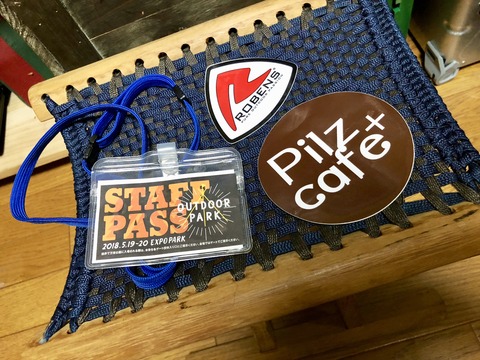 ROBENS®
Pilz+
cafe
STAFF
PASS
OUTDOOR
PARK
2018.5.19-20 EXPO PARK